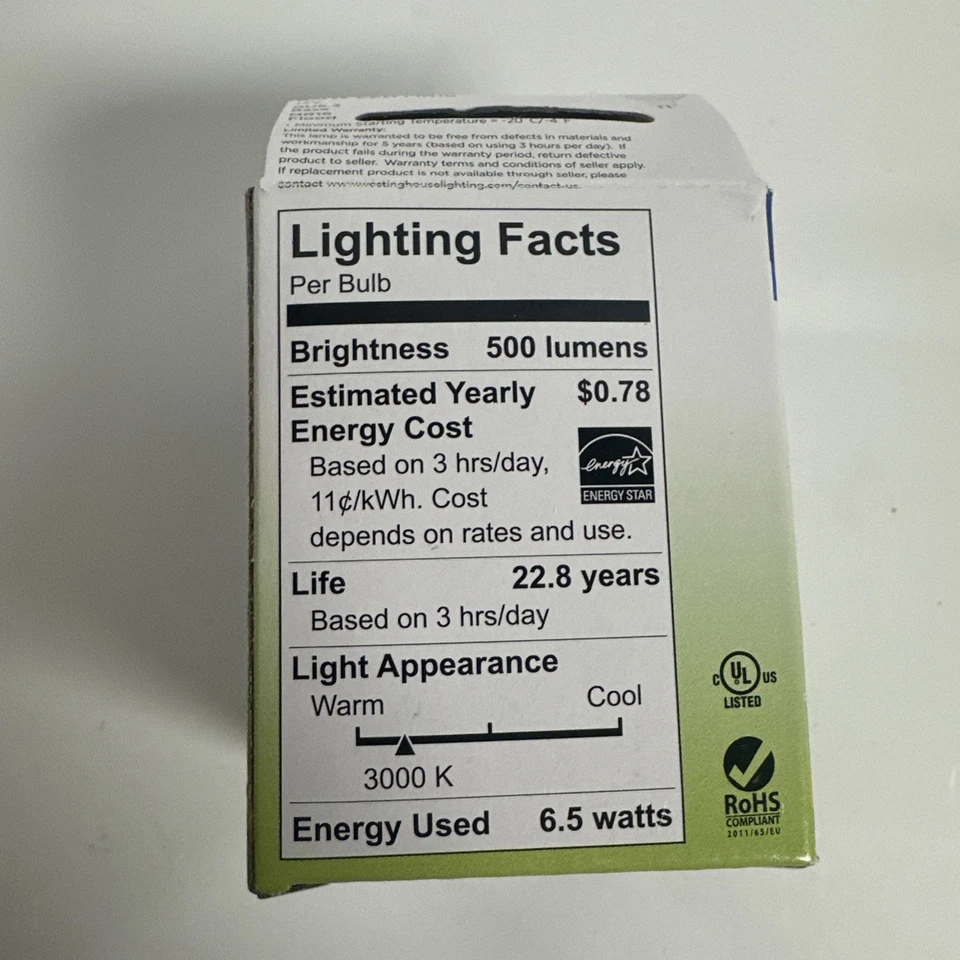 Minimum Starting Temperature = -20°C/-4°F
Limited Warranty:
This lamp is warranted to be free from defects in materials and
workmanship for 5 years (based on using 3 hours per day). If
the product fails during the warranty period, return defective
product to seller. Warranty terms and conditions of seller apply.
If replacement product is not available through seller, please
contact www.westinghouselighting.com/contact-us.
Lighting Facts
Per Bulb
Brightness 500 lumens
Estimated Yearly $0.78
Energy Cost
Based on 3 hrs/day,
11¢/kWh. Cost
depends on rates and use.
energy
ENERGY STAR
Life 22.8 years
Based on 3 hrs/day
Light Appearance
Warm Cool
3000 K
Energy Used 6.5 watts
C UL US
LISTED
RoHS
COMPLIANT
2011/65/EU